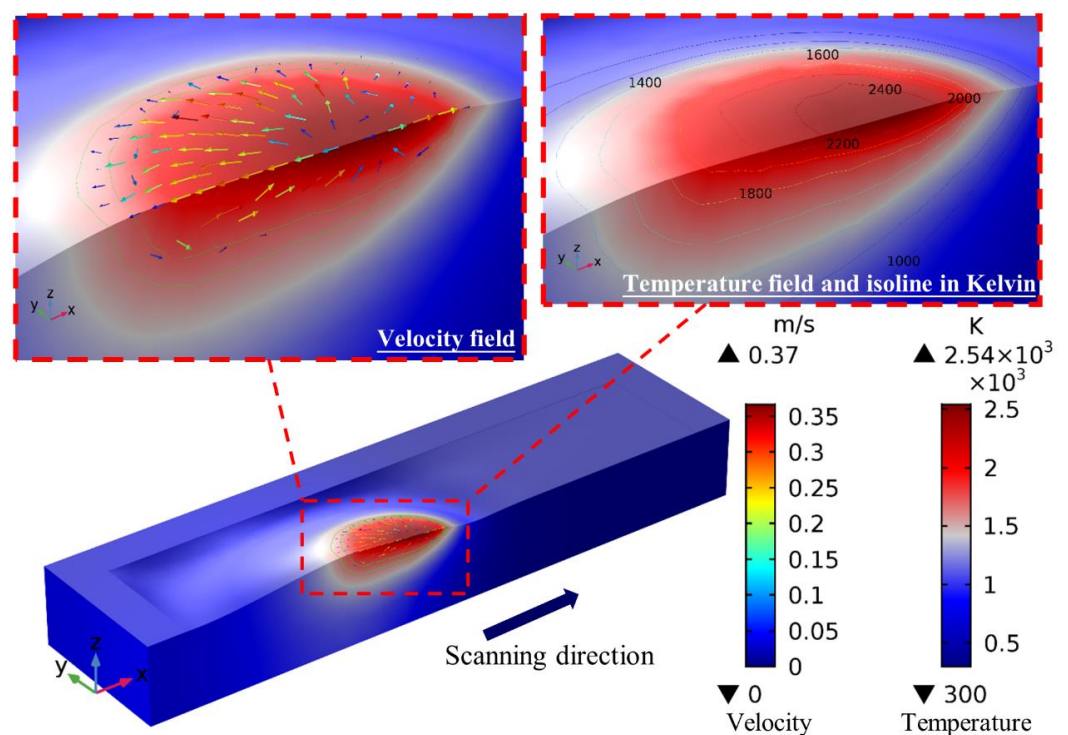 Velocity field
z
y
x
1600
1400
2400
2000
2200
1800
1000
z
y
x
Temperature field and isoline in Kelvin
m/s
K
▲ 0.37
▲ 2.54×10³
×10³
0.35
0.3
0.25
0.2
0.15
0.1
0.05
0
2.5
2
1.5
1
0.5
▼ 0
▼ 300
Velocity
Temperature
Scanning direction
z
y
x